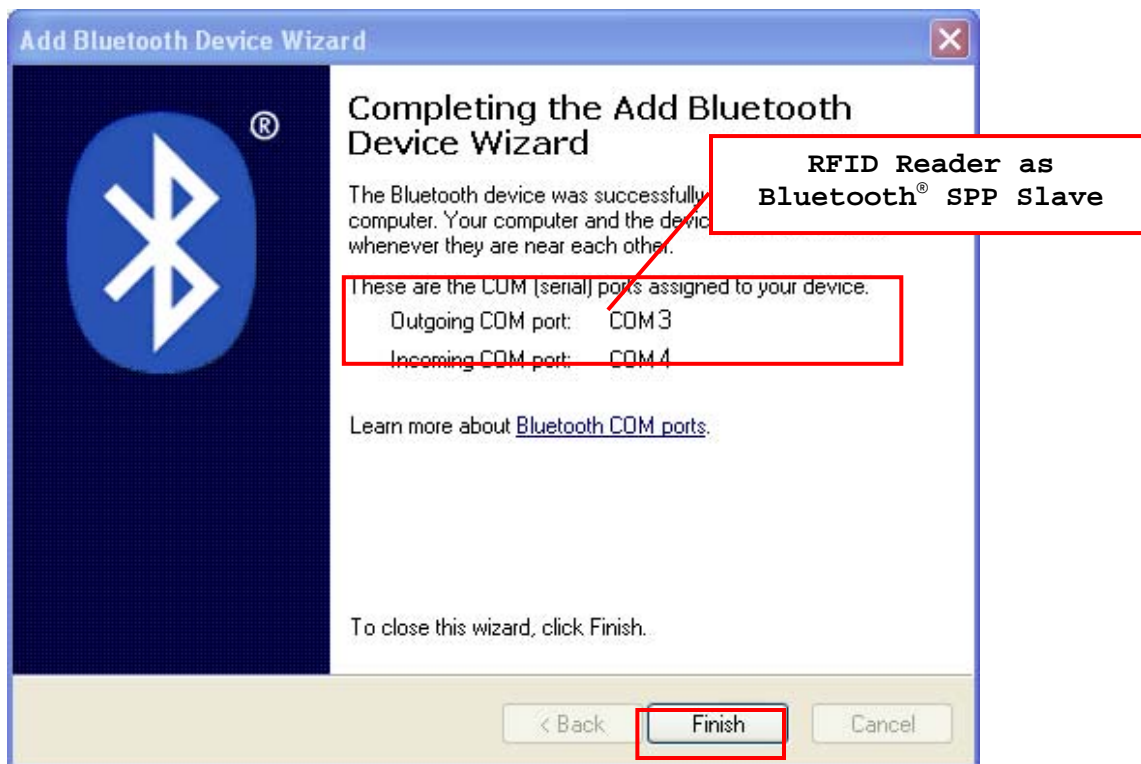 Add Bluetooth Device Wizard
®
Completing the Add Bluetooth
Device Wizard
RFID Reader as
Bluetooth® SPP Slave
The Bluetooth device was successfully
computer. Your computer and the devic
whenever they are near each other.
These are the COM (serial) ports assigned to your device.
Outgoing COM port: COM3
Incoming COM port: COM4
Learn more about Bluetooth COM ports.
To close this wizard, click Finish.
< Back
Finish
Cancel